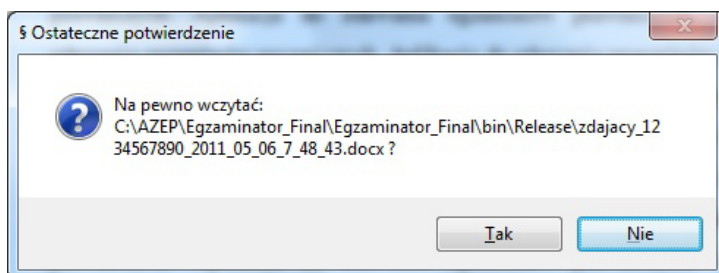 § Ostateczne potwierdzenie
Na pewno wczytać:
C:\AZEP\Egzaminator_Final\Egzaminator_Final\bin\Release\zdajacy_12
34567890_2011_05_06_7_48_43.docx ?
Tak
Nie